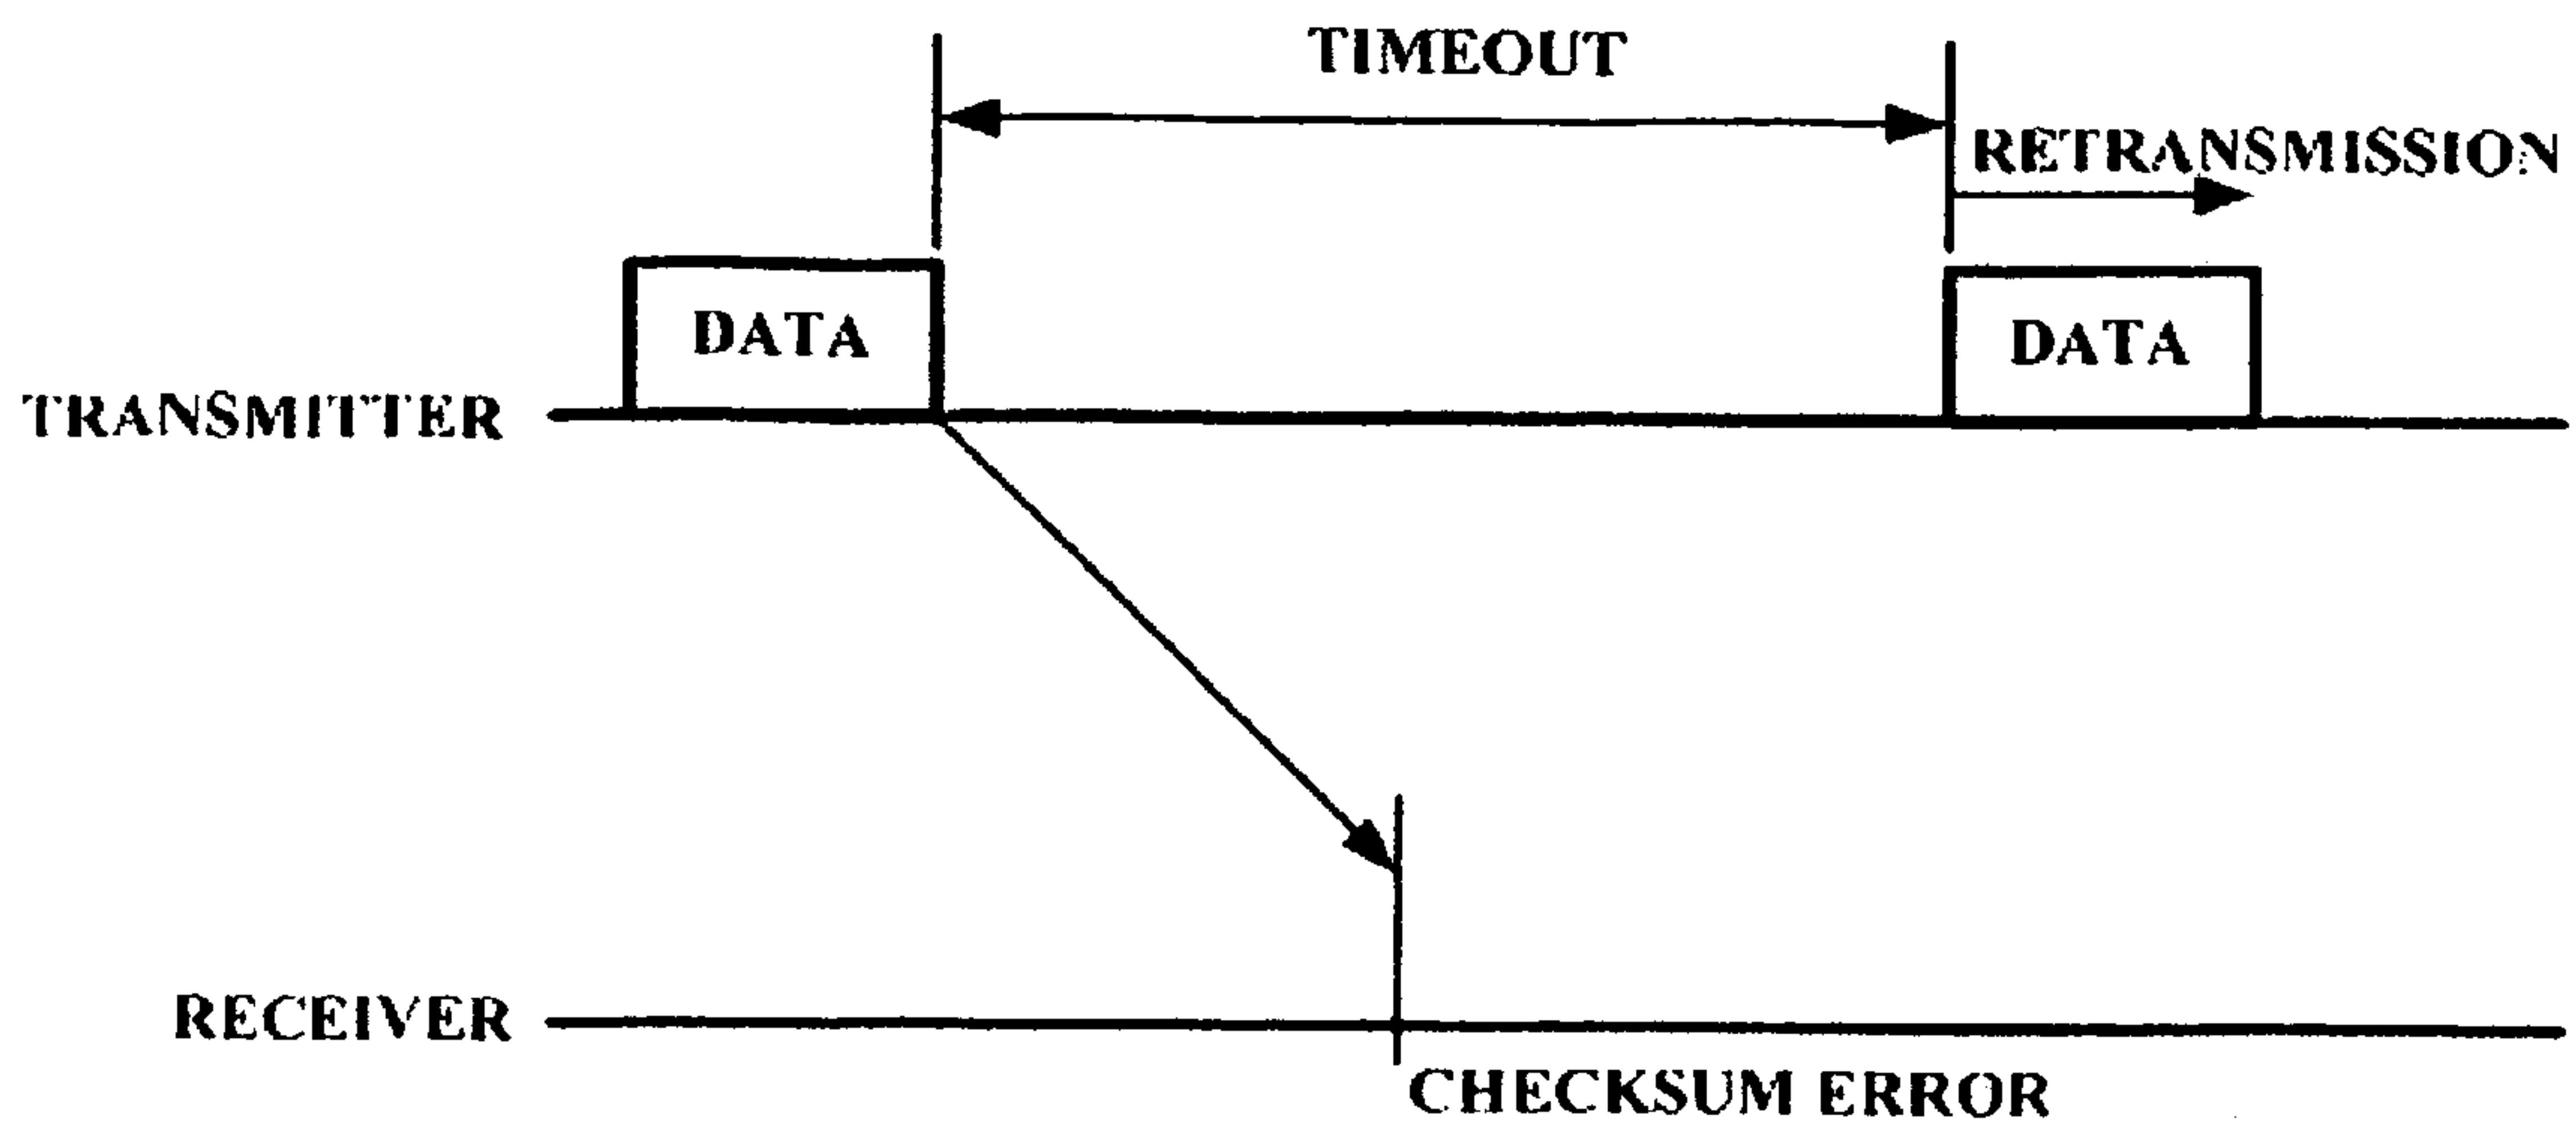 TIMEOUT
RETRANSMISSION
DATA
DATA
TRANSMITTER
RECEIVER
CHECKSUM ERROR